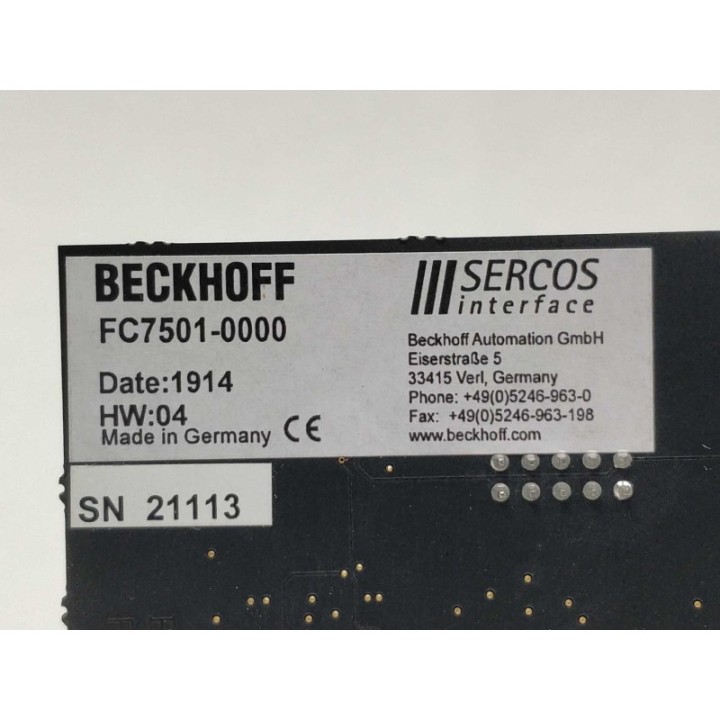 BECKHOFF
FC7501-0000
Date:1914
HW:04
Made in Germany CE
SERCOS
interface
Beckhoff Automation GmbH
Eiserstraße 5
33415 Verl, Germany
Phone: +49(0)5246-963-0
Fax: +49(0)5246-963-198
www.beckhoff.com
SN 21113